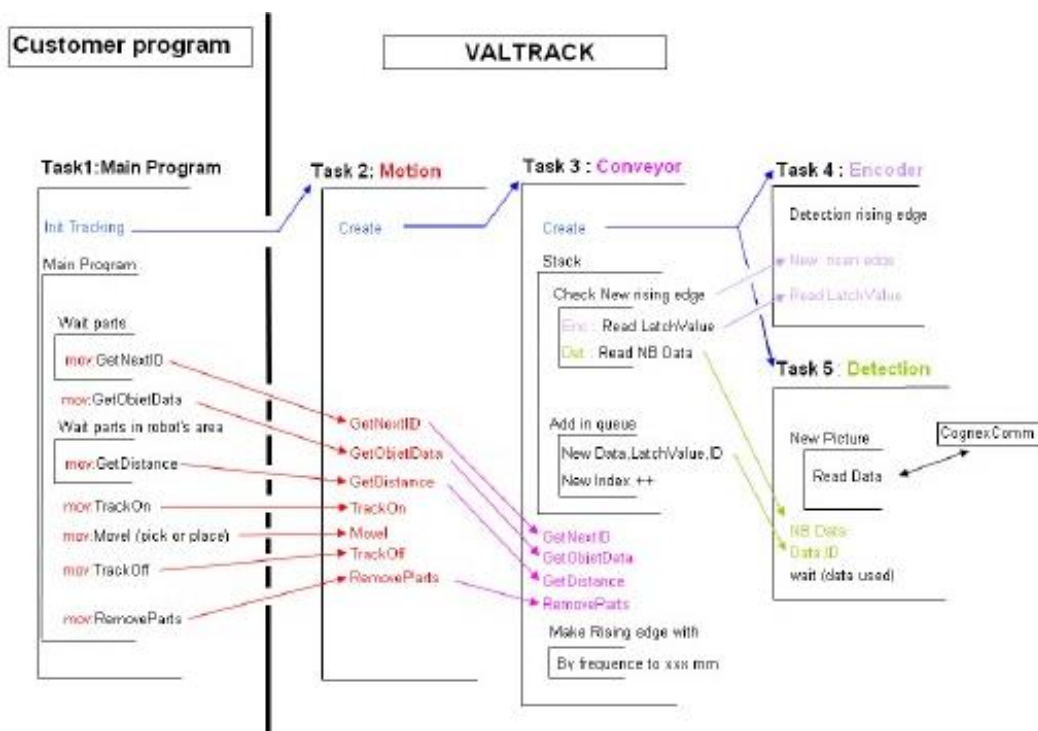 Customer program
VALTRACK
Task1:Main Program
Init Tracking
Main Program
Wait parts
mov:GetNextID
mov:GetObjetData
Wait parts in robot's area
mov:GetDistance
mov:TrackOn
mov:Movel (pick or place)
mov:TrackOff
mov:RemoveParts
Task 2: Motion
Create
GetNextID
GetObjetData
GetDistance
TrackOn
Movel
TrackOff
RemoveParts
Task 3 : Conveyor
Create
Stack
Check New rising edge
Enc : Read LatchValue
Det : Read NB Data
Add in queue
New Data,LatchValue,ID
New Index ++
GetNextID
GetObjetData
GetDistance
RemoveParts
Make Rising edge with
By frequence to xxx mm
Task 4 : Encoder
Detection rising edge
New risen edge
Read LatchValue
Task 5 : Detection
New Picture
Read Data
CognexComm
NB Data
Data ID
wait (data used)